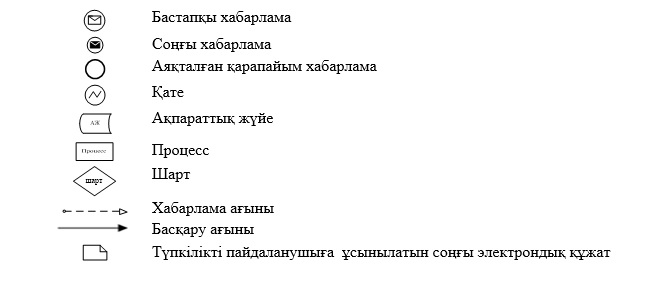 Бастапқы хабарлама
Соңғы хабарлама
Аяқталған қарапайым хабарлама
Қате
АЖ Ақпараттық жүйе
Процесс Процесс
шарт Шарт
Хабарлама ағыны
Басқару ағыны
Түпкілікті пайдаланушыға ұсынылатын соңғы электрондық құжат